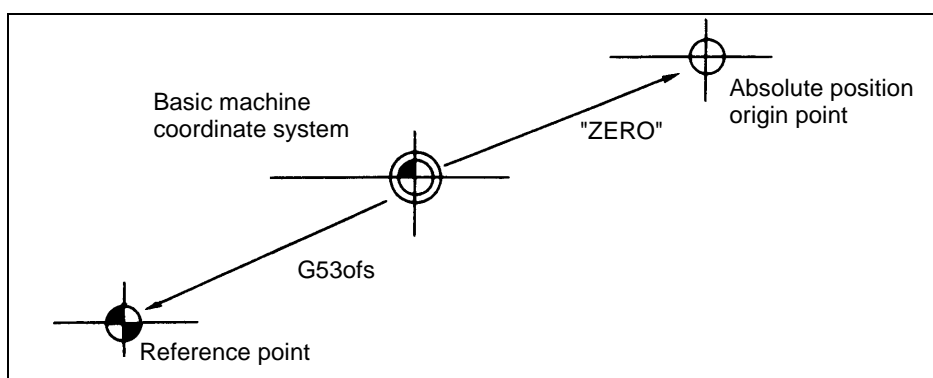 Basic machine
coordinate system
"ZERO"
Absolute position
origin point
G53ofs
Reference point